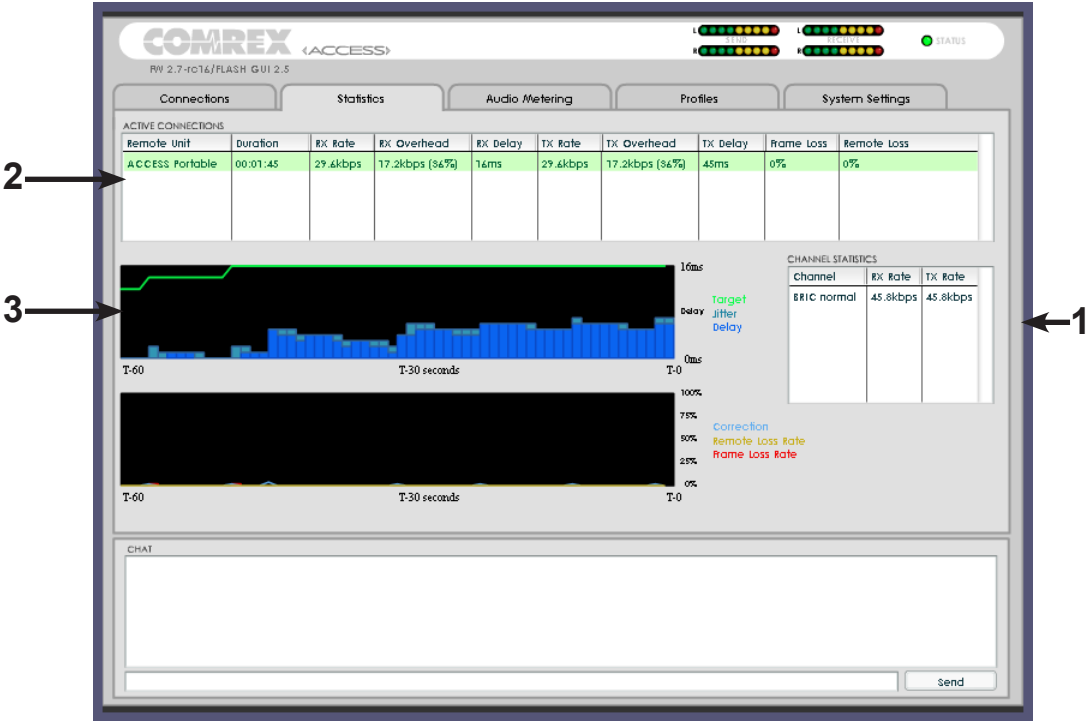 COMREX ‹ACCESS›
L SEND L RECEIVE STATUS
R R
FW 2.7-rc16/FLASH GUI 2.5
Connections Statistics Audio Metering Profiles System Settings
ACTIVE CONNECTIONS
Remote Unit Duration RX Rate RX Overhead RX Delay TX Rate TX Overhead TX Delay Frame Loss Remote Loss
ACCESS Portable 00:01:45 29.6kbps 17.2kbps (36%) 16ms 29.6kbps 17.2kbps (36%) 45ms 0% 0%
2
16ms
Target
Delay
Jitter
Delay
0ms
T-60 T-30 seconds T-0
3
CHANNEL STATISTICS
Channel RX Rate TX Rate
BRIC normal 45.8kbps 45.8kbps
1
100%
75%
Correction
50%
Remote Loss Rate
Frame Loss Rate
25%
0%
T-60 T-30 seconds T-0
CHAT
Send